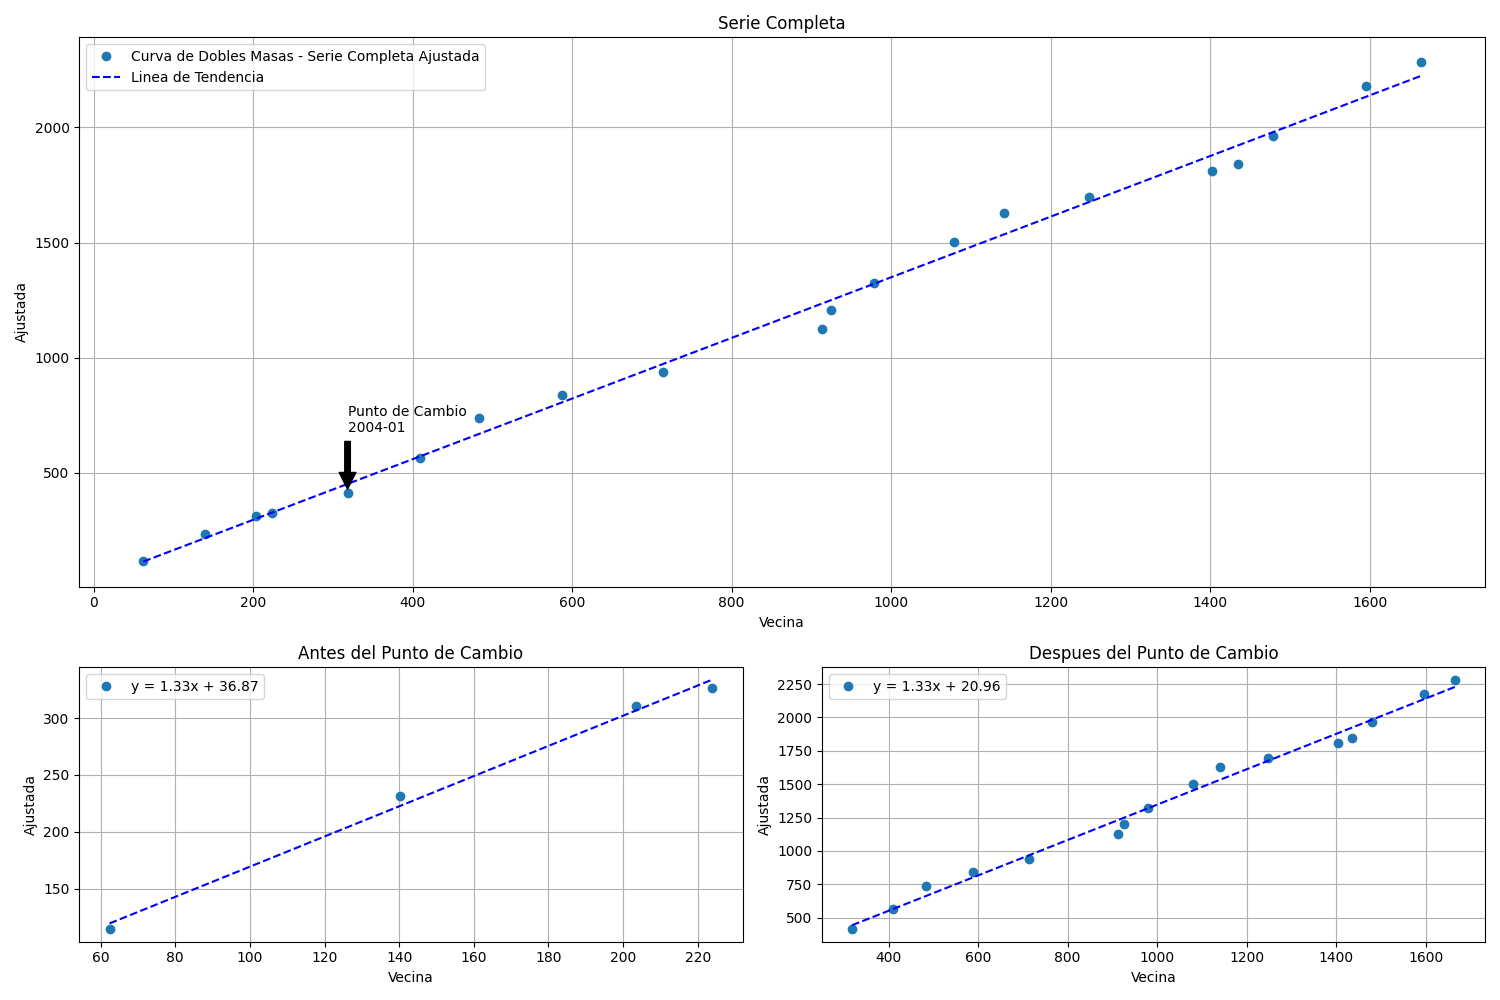 Serie Completa
Curva de Dobles Masas - Serie Completa Ajustada
Linea de Tendencia
2000
1500
1000
500
Ajustada
Punto de Cambio
2004-01
0 200 400 600 800 1000 1200 1400 1600
Vecina
Antes del Punto de Cambio
y = 1.33x + 36.87
300
250
200
150
Ajustada
60 80 100 120 140 160 180 200 220
Vecina
Despues del Punto de Cambio
y = 1.33x + 20.96
2250
2000
1750
1500
1250
1000
750
500
Ajustada
400 600 800 1000 1200 1400 1600
Vecina